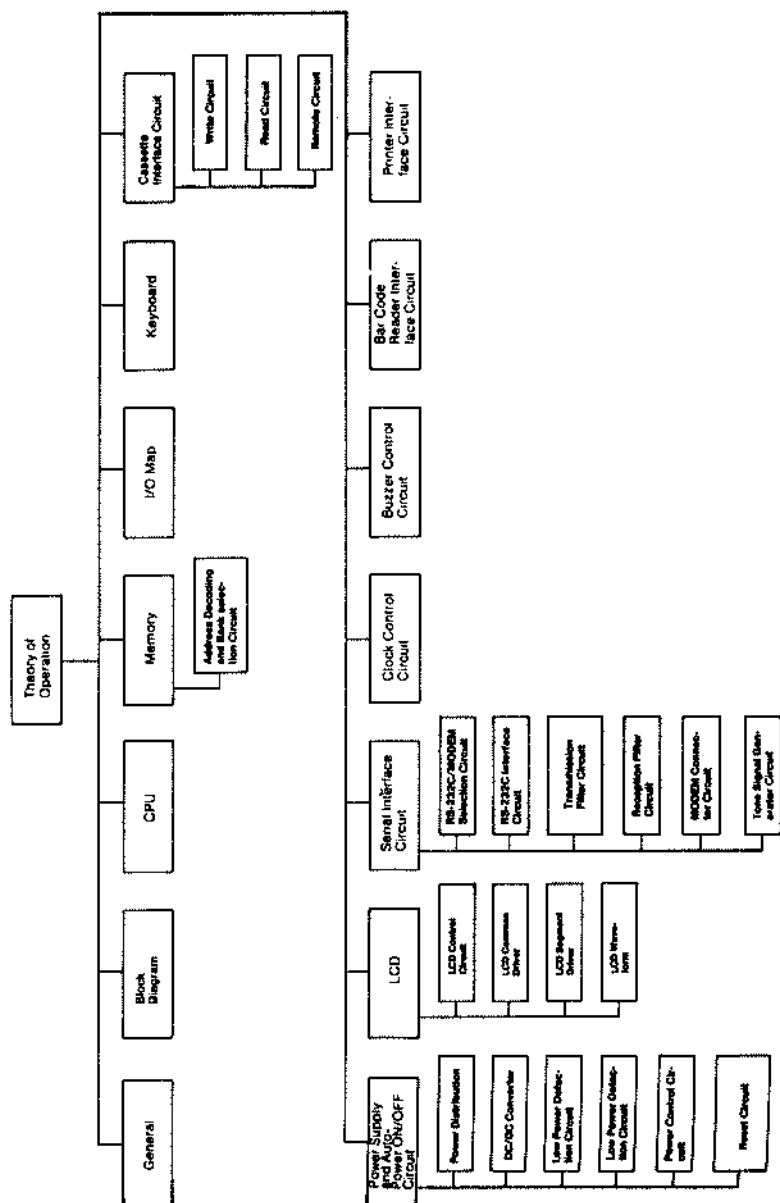 Theory of
Operation
General
Block
Diagram
CPU
Memory
Address Decoding
and Bank selec-
tion Circuit
I/O Map
Keyboard
Cassette
Interface Circuit
Write Circuit
Read Circuit
Remote Circuit
Power Supply
and Auto-
Power ON/OFF
Circuit
Power Distribution
DC/DC Converter
Low Power Detec-
tion Circuit
Low Power Detec-
tion Circuit
Power Control Cir-
cuit
Reset Circuit
LCD
LCD Control
Circuit
LCD Common
Driver
LCD Segment
Driver
LCD Wave-
form
Serial Interface
Circuit
RS-232C/MODEM
Selection Circuit
RS-232C Interface
Circuit
Transmission
Filter Circuit
Reception Filter
Circuit
MODEM Connec-
tor Circuit
Tone Signal Gen-
erator Circuit
Clock Control
Circuit
Buzzer Control
Circuit
Bar Code
Reader Inter-
face Circuit
Printer Inter-
face Circuit